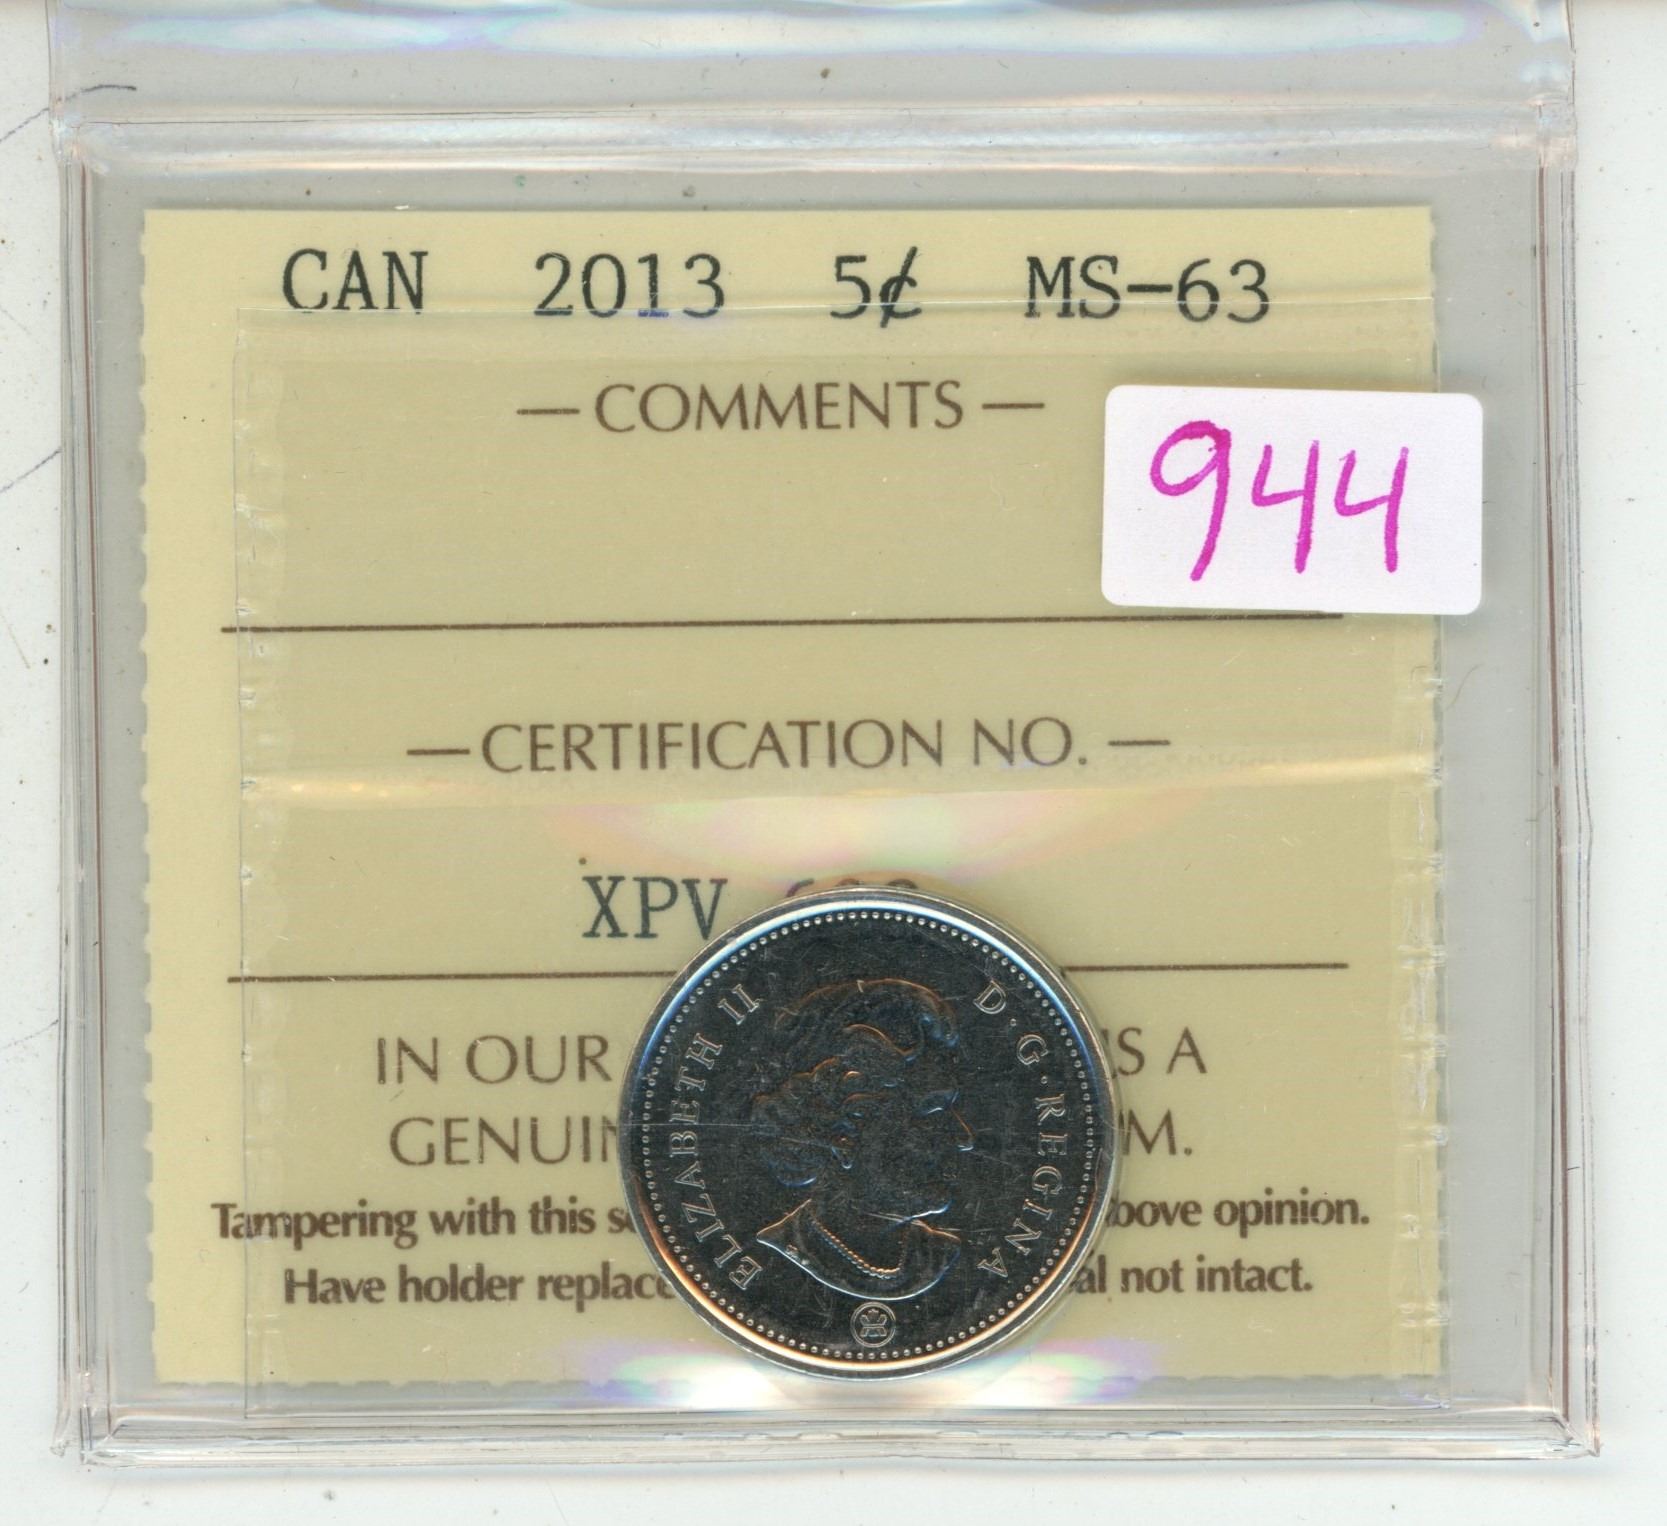 CAN 2013 5¢ MS-63
— COMMENTS —
944
— CERTIFICATION NO. —
XPV
IN OUR IS A
GENUIN M.
Tampering with this se bove opinion.
Have holder replace al not intact.
ELIZABETH II D·G·REGINA